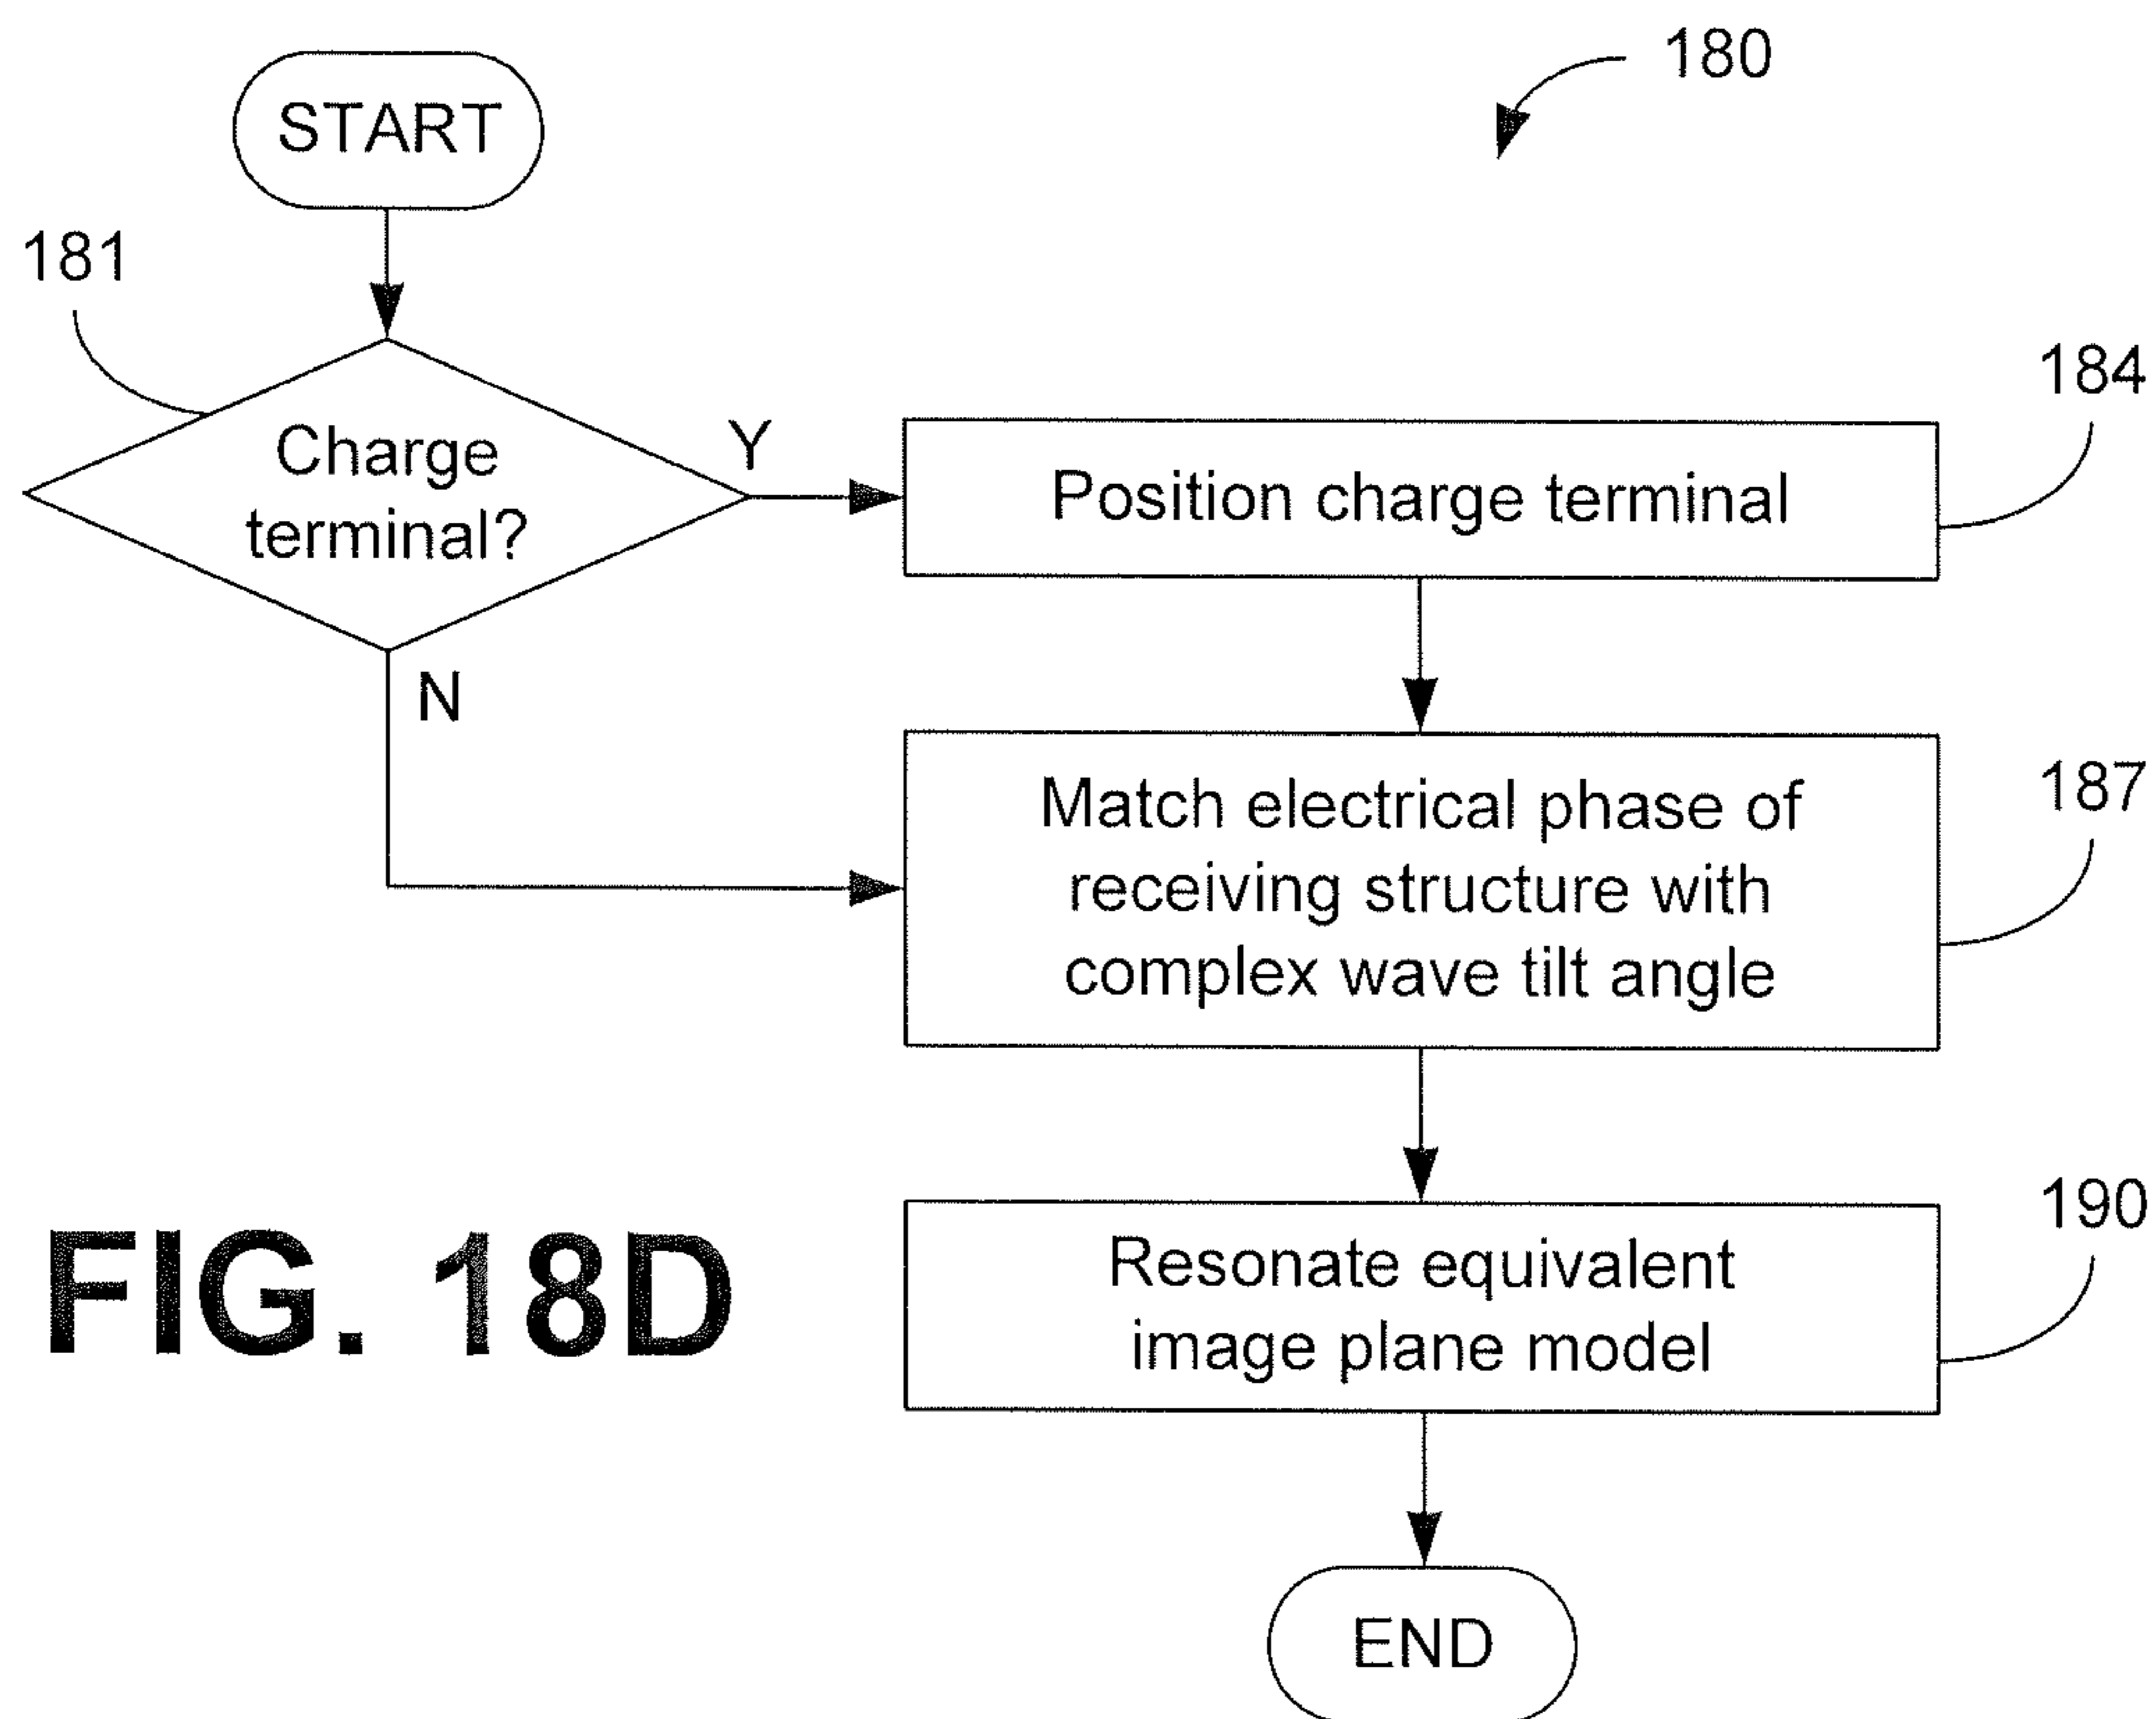 START
180
181
Charge
terminal?
Y
N
184
Position charge terminal
187
Match electrical phase of
receiving structure with
complex wave tilt angle
190
Resonate equivalent
image plane model
END
FIG. 18D